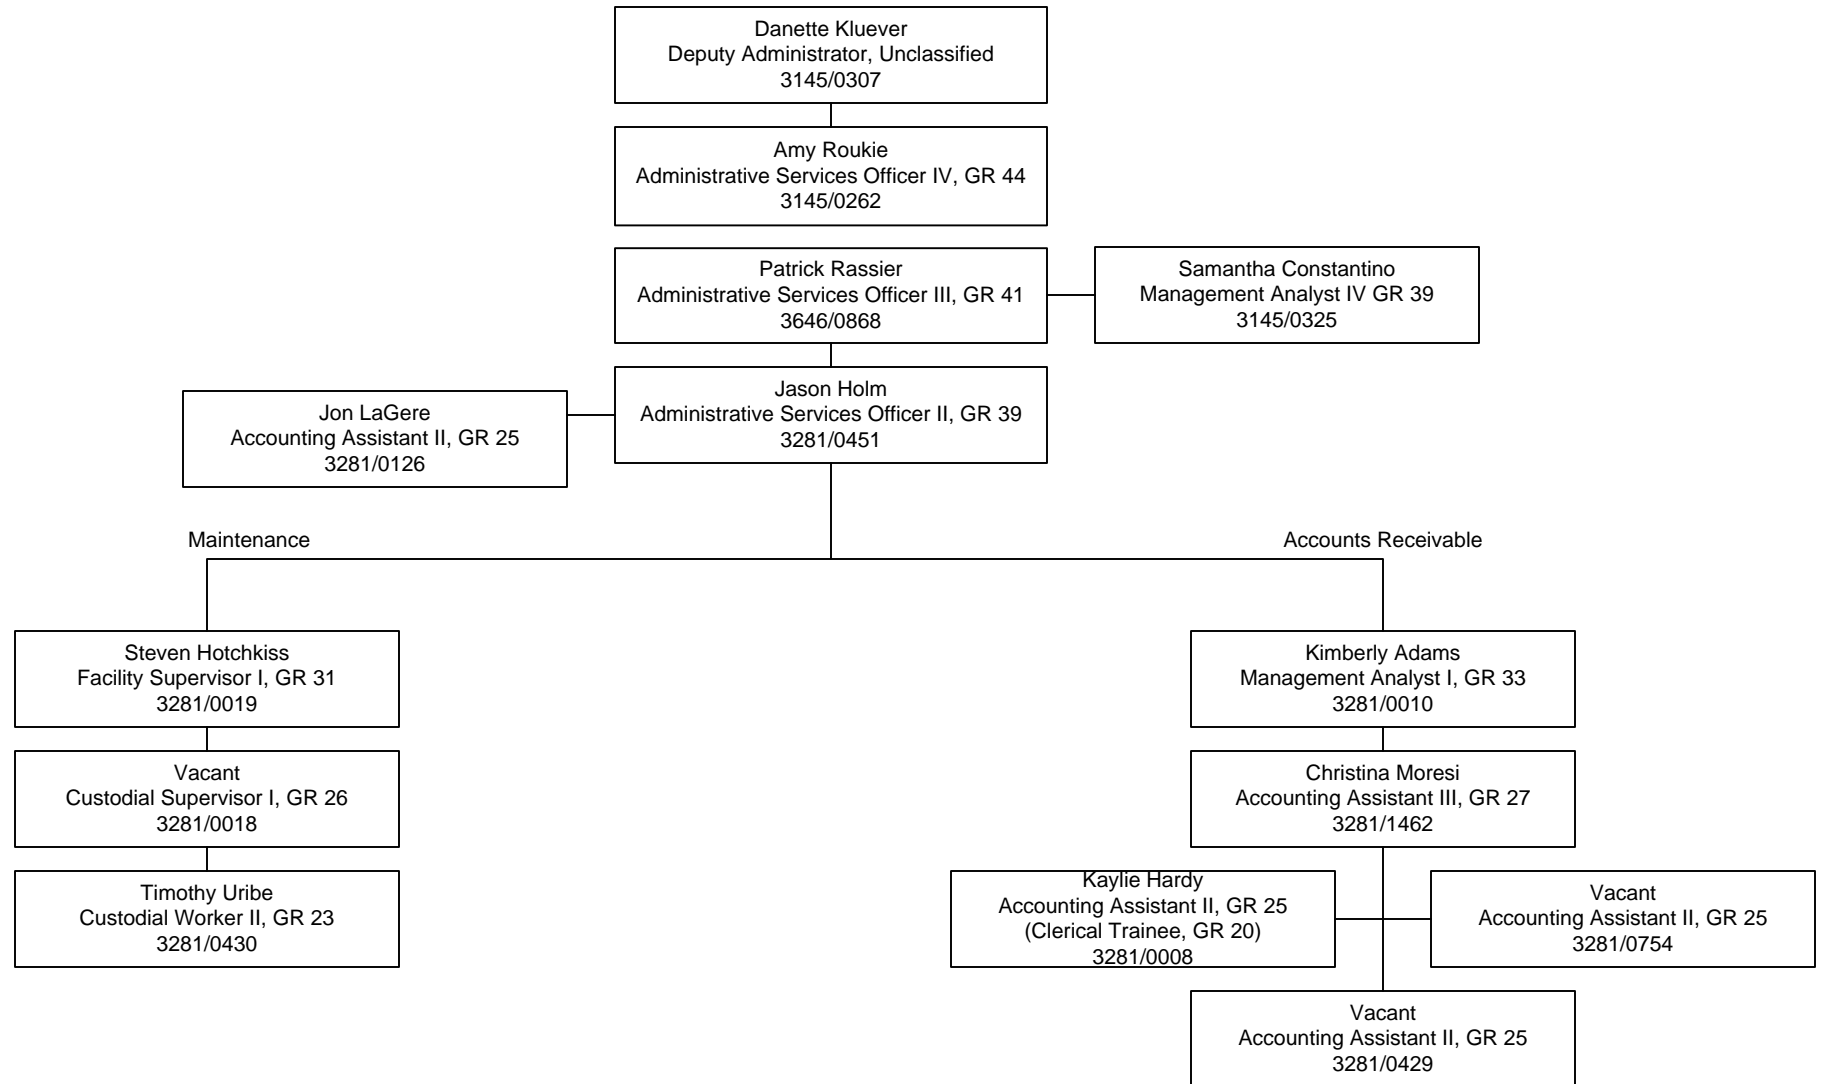 Danette Kluever
Deputy Administrator, Unclassified
3145/0307
Amy Roukie
Administrative Services Officer IV, GR 44
3145/0262
Patrick Rassier
Administrative Services Officer III, GR 41
3646/0868
Samantha Constantino
Management Analyst IV GR 39
3145/0325
Jason Holm
Administrative Services Officer II, GR 39
3281/0451
Jon LaGere
Accounting Assistant II, GR 25
3281/0126
Maintenance
Accounts Receivable
Steven Hotchkiss
Facility Supervisor I, GR 31
3281/0019
Vacant
Custodial Supervisor I, GR 26
3281/0018
Timothy Uribe
Custodial Worker II, GR 23
3281/0430
Kimberly Adams
Management Analyst I, GR 33
3281/0010
Christina Moresi
Accounting Assistant III, GR 27
3281/1462
Kaylie Hardy
Accounting Assistant II, GR 25
(Clerical Trainee, GR 20)
3281/0008
Vacant
Accounting Assistant II, GR 25
3281/0754
Vacant
Accounting Assistant II, GR 25
3281/0429